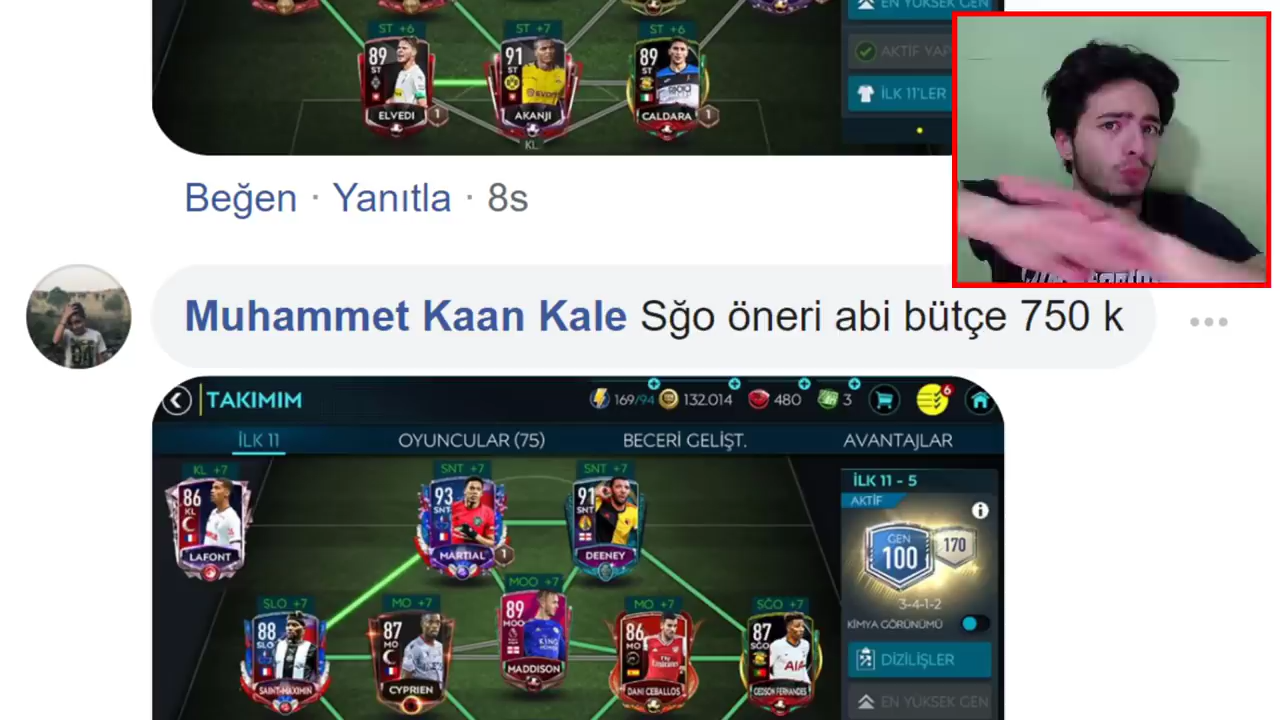 EN YÜKSEK GEN
AKTİF YAP
İLK 11'LER
ST +6
ST +7
ST +6
89
ST
91
ST
89
ST
ELVEDI
1
AKANJI
CALDARA
1
KL
Beğen · Yanıtla · 8s
Muhammet Kaan Kale Sğo öneri abi bütçe 750 k
TAKIMIM
169/94
132.014
480
3
6
İLK 11
OYUNCULAR (75)
BECERİ GELİŞT.
AVANTAJLAR
KL +7
86
KL
LAFONT
SNT +7
93
SNT
MARTIAL
1
SNT +7
91
SNT
DEENEY
İLK 11 - 5
AKTİF
GEN
100
170
3-4-1-2
KİMYA GÖRÜNÜMÜ
DİZİLİŞLER
EN YÜKSEK GEN
SLO +7
88
SLO
SAINT-MAXIMIN
MO +7
87
MO
CYPRIEN
MOO +7
89
MOO
KING
MADDISON
MO +7
86
MO
DANI CEBALLOS
SĞO +7
87
SĞO
AIA
GEDSON FERNANDES